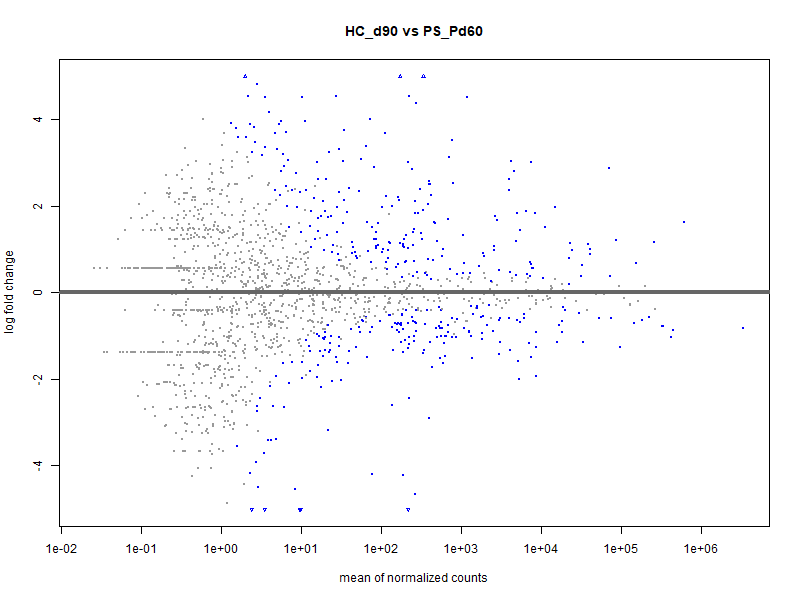 HC_d90 vs PS_Pd60
log fold change
4
2
0
-2
-4
1e-02 1e-01 1e+00 1e+01 1e+02 1e+03 1e+04 1e+05 1e+06
mean of normalized counts